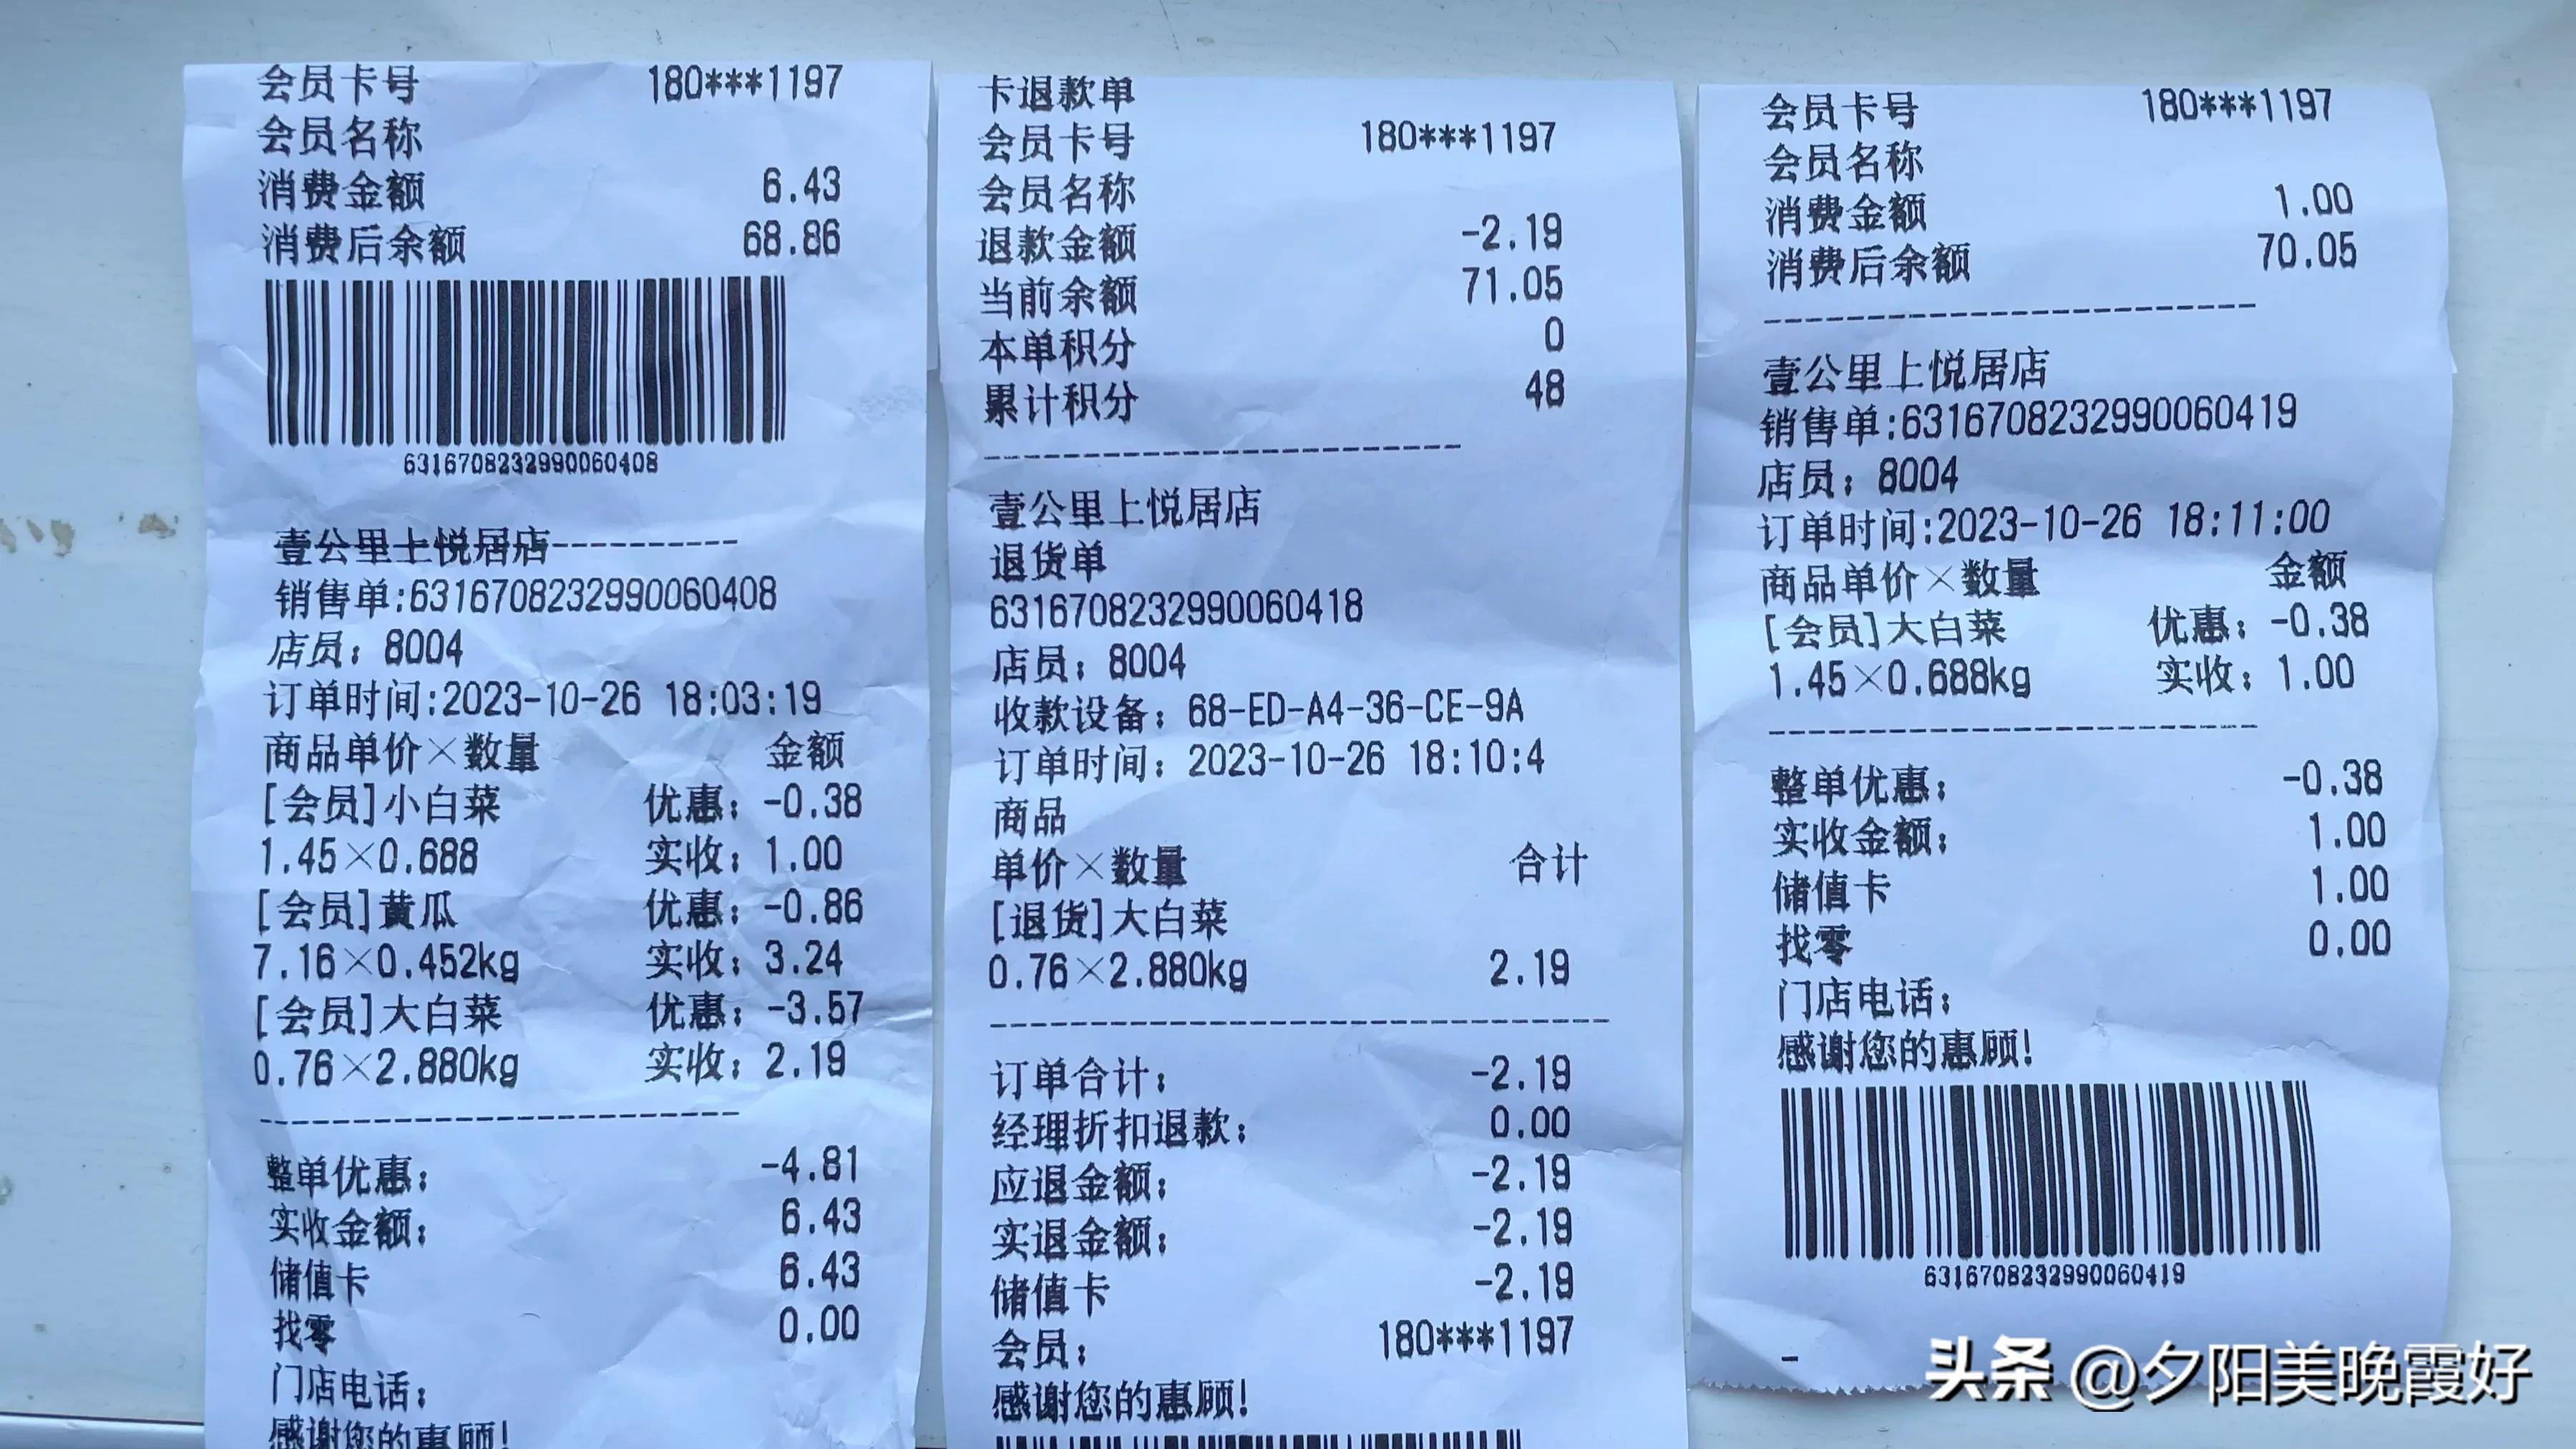 会员卡号 180***1197
会员名称
消费金额 6.43
消费后余额 68.86
6316708232990060408
壹公里上悦居店----------
销售单:6316708232990060408
店员：8004
订单时间:2023-10-26 18:03:19
商品单价×数量 金额
[会员]小白菜 优惠：-0.38
1.45×0.688 实收：1.00
[会员]黄瓜 优惠：-0.86
7.16×0.452kg 实收：3.24
[会员]大白菜 优惠：-3.57
0.76×2.880kg 实收：2.19
--------------------------
整单优惠： -4.81
实收金额： 6.43
储值卡 6.43
找零 0.00
门店电话：
感谢您的惠顾!
卡退款单
会员卡号 180***1197
会员名称
退款金额 -2.19
当前余额 71.05
本单积分 0
累计积分 48
--------------------------
壹公里上悦居店
退货单
6316708232990060418
店员：8004
收款设备：68-ED-A4-36-CE-9A
订单时间：2023-10-26 18:10:4
商品
单价×数量 合计
[退货]大白菜
0.76×2.880kg 2.19
--------------------------------
订单合计： -2.19
经理折扣退款： 0.00
应退金额： -2.19
实退金额： -2.19
储值卡 -2.19
会员： 180***1197
感谢您的惠顾!
会员卡号 180***1197
会员名称
消费金额 1.00
消费后余额 70.05
--------------------------
壹公里上悦居店
销售单:6316708232990060419
店员：8004
订单时间:2023-10-26 18:11:00
商品单价×数量 金额
[会员]大白菜 优惠：-0.38
1.45×0.688kg 实收：1.00
--------------------------
整单优惠： -0.38
实收金额： 1.00
储值卡 1.00
找零 0.00
门店电话：
感谢您的惠顾!
6316708232990060419
-
头条 @夕阳美晚霞好